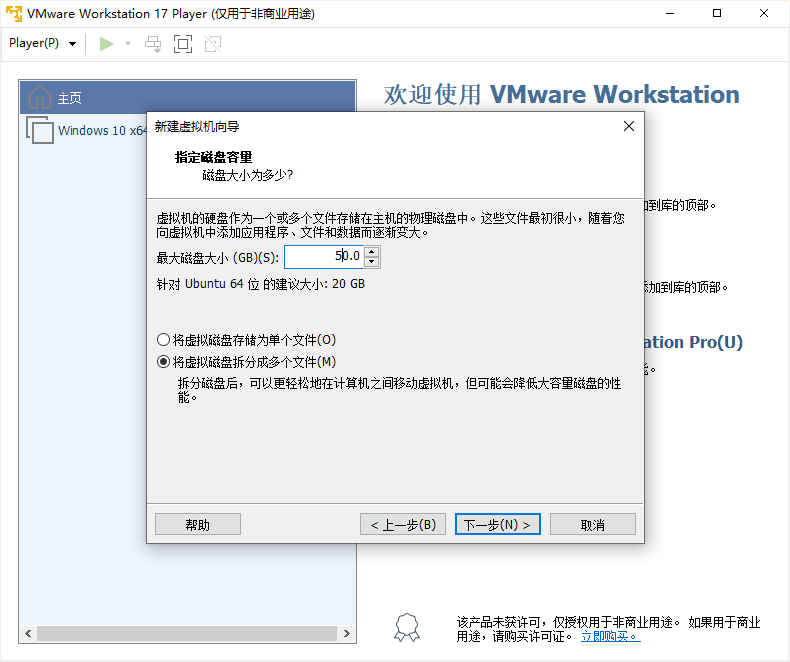 VMware Workstation 17 Player (仅用于非商业用途)
Player(P)
主页
Windows 10 x64
欢迎使用 VMware Workstation
新建虚拟机向导
指定磁盘容量
磁盘大小为多少?
虚拟机的硬盘作为一个或多个文件存储在主机的物理磁盘中。这些文件最初很小，随着您
向虚拟机中添加应用程序、文件和数据而逐渐变大。
到库的顶部。
最大磁盘大小 (GB)(S): 50.0
针对 Ubuntu 64 位 的建议大小: 20 GB
添加到库的顶部。
将虚拟磁盘存储为单个文件(O)
ation Pro(U)
将虚拟磁盘拆分成多个文件(M)
能。
拆分磁盘后，可以更轻松地在计算机之间移动虚拟机，但可能会降低大容量磁盘的性
能。
帮助
< 上一步(B)
下一步(N) >
取消
该产品未获许可，仅授权用于非商业用途。 如果用于商业
用途，请购买许可证。 立即购买。